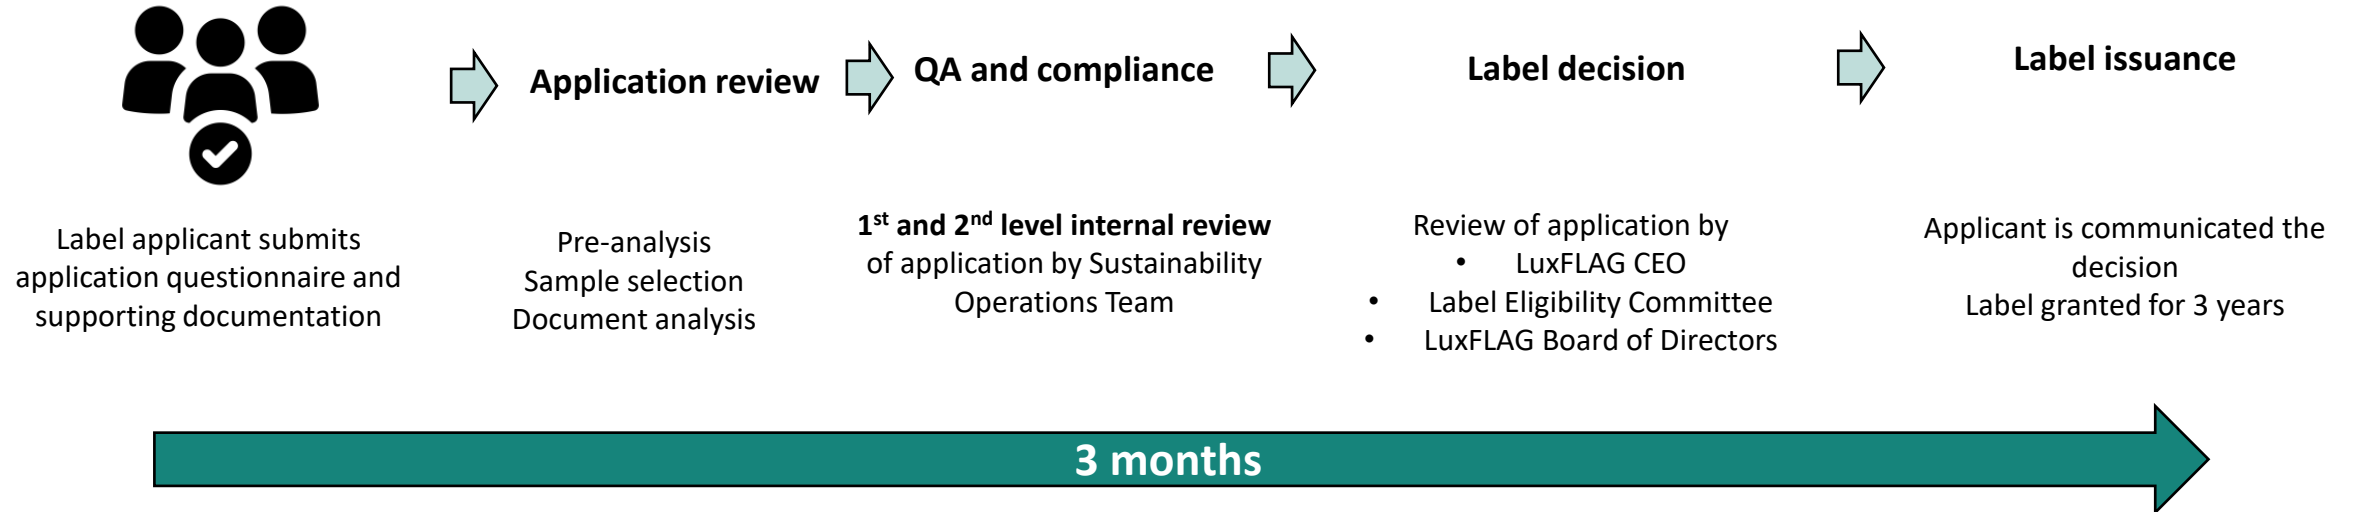 Label applicant submits
application questionnaire and
supporting documentation
Application review
Pre-analysis
Sample selection
Document analysis
QA and compliance
1st and 2nd level internal review
of application by Sustainability
Operations Team
Label decision
Review of application by
• LuxFLAG CEO
• Label Eligibility Committee
• LuxFLAG Board of Directors
Label issuance
Applicant is communicated the
decision
Label granted for 3 years
3 months